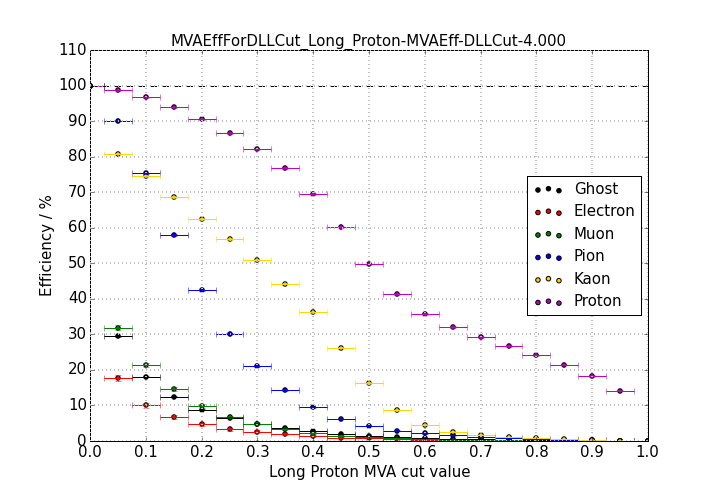 MVAEffForDLLCut_Long_Proton-MVAEff-DLLCut-4.000
110
100
90
80
70
60
50
40
30
20
10
0
Efficiency / %
Ghost
Electron
Muon
Pion
Kaon
Proton
0.0 0.1 0.2 0.3 0.4 0.5 0.6 0.7 0.8 0.9 1.0
Long Proton MVA cut value